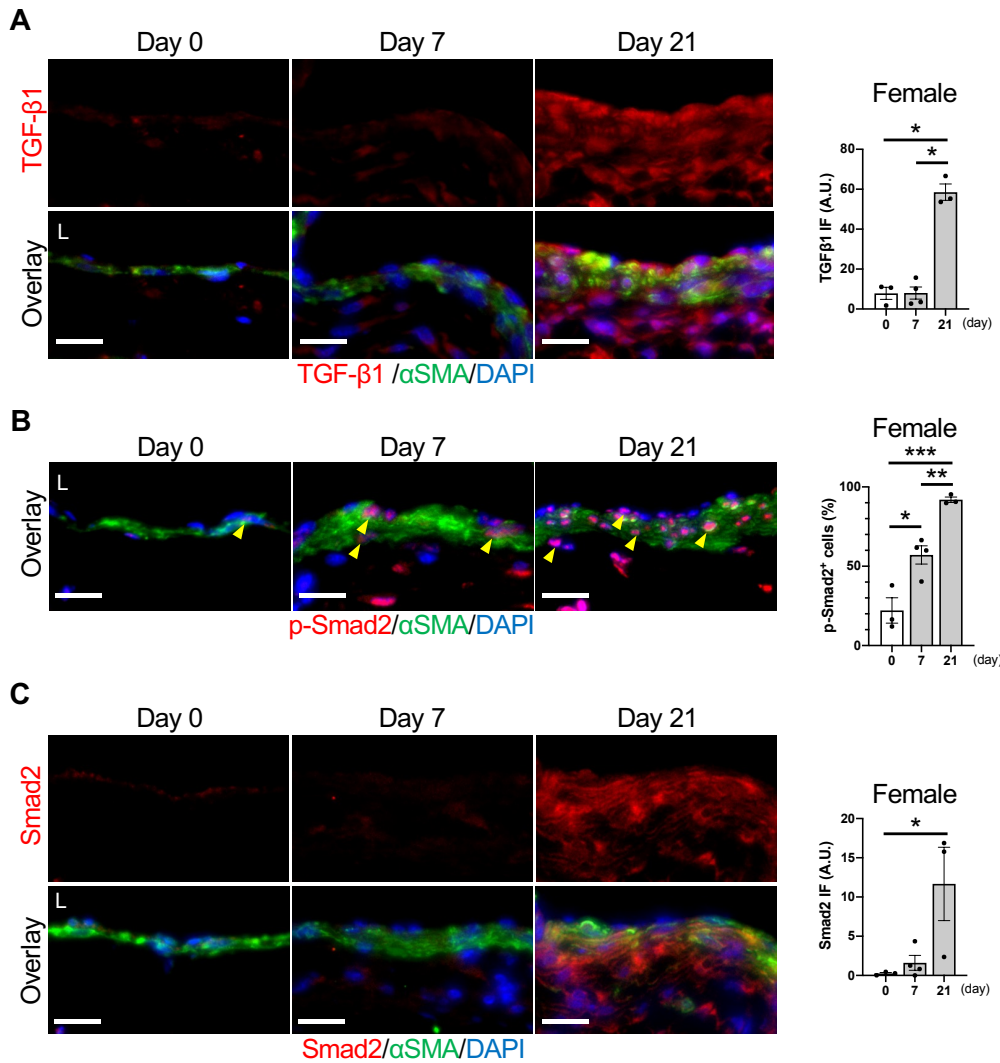 A
Day 0 Day 7 Day 21
TGF-β1
Overlay
L
TGF-β1 /αSMA/DAPI
Female
TGFβ1 IF (A.U.)
*
*
80
60
40
20
0
0 7 21 (day)
B
Day 0 Day 7 Day 21
Overlay
L
p-Smad2/αSMA/DAPI
Female
p-Smad2+ cells (%)
***
**
*
100
50
0
0 7 21 (day)
C
Day 0 Day 7 Day 21
Smad2
Overlay
L
Smad2/αSMA/DAPI
Female
Smad2 IF (A.U.)
*
20
15
10
5
0
0 7 21 (day)